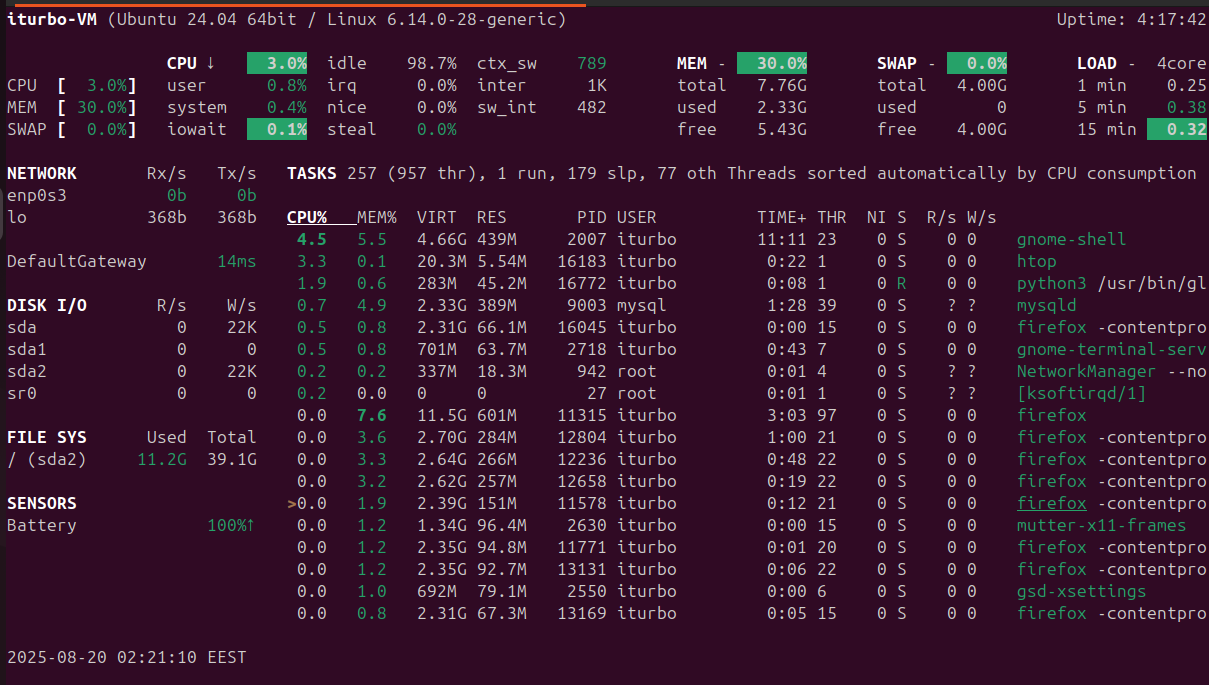 iturbo-VM (Ubuntu 24.04 64bit / Linux 6.14.0-28-generic) Uptime: 4:17:42
CPU ↓ 3.0% idle 98.7% ctx_sw 789 MEM - 30.0% SWAP - 0.0% LOAD - 4core
CPU [ 3.0%] user 0.8% irq 0.0% inter 1K total 7.76G total 4.00G 1 min 0.25
MEM [ 30.0%] system 0.4% nice 0.0% sw_int 482 used 2.33G used 0 5 min 0.38
SWAP [ 0.0%] iowait 0.1% steal 0.0% free 5.43G free 4.00G 15 min 0.32
NETWORK Rx/s Tx/s TASKS 257 (957 thr), 1 run, 179 slp, 77 oth Threads sorted automatically by CPU consumption
enp0s3 0b 0b
lo 368b 368b CPU% MEM% VIRT RES PID USER TIME+ THR NI S R/s W/s
4.5 5.5 4.66G 439M 2007 iturbo 11:11 23 0 S 0 0 gnome-shell
DefaultGateway 14ms 3.3 0.1 20.3M 5.54M 16183 iturbo 0:22 1 0 S 0 0 htop
1.9 0.6 283M 45.2M 16772 iturbo 0:08 1 0 R 0 0 python3 /usr/bin/gl
DISK I/O R/s W/s 0.7 4.9 2.33G 389M 9003 mysql 1:28 39 0 S ? ? mysqld
sda 0 22K 0.5 0.8 2.31G 66.1M 16045 iturbo 0:00 15 0 S 0 0 firefox -contentpro
sda1 0 0 0.5 0.8 701M 63.7M 2718 iturbo 0:43 7 0 S 0 0 gnome-terminal-serv
sda2 0 22K 0.2 0.2 337M 18.3M 942 root 0:01 4 0 S ? ? NetworkManager --no
sr0 0 0 0.2 0.0 0 0 27 root 0:01 1 0 S ? ? [ksoftirqd/1]
0.0 7.6 11.5G 601M 11315 iturbo 3:03 97 0 S 0 0 firefox
FILE SYS Used Total 0.0 3.6 2.70G 284M 12804 iturbo 1:00 21 0 S 0 0 firefox -contentpro
/ (sda2) 11.2G 39.1G 0.0 3.3 2.64G 266M 12236 iturbo 0:48 22 0 S 0 0 firefox -contentpro
0.0 3.2 2.62G 257M 12658 iturbo 0:19 22 0 S 0 0 firefox -contentpro
SENSORS >0.0 1.9 2.39G 151M 11578 iturbo 0:12 21 0 S 0 0 firefox -contentpro
Battery 100%↑ 0.0 1.2 1.34G 96.4M 2630 iturbo 0:00 15 0 S 0 0 mutter-x11-frames
0.0 1.2 2.35G 94.8M 11771 iturbo 0:01 20 0 S 0 0 firefox -contentpro
0.0 1.2 2.35G 92.7M 13131 iturbo 0:06 22 0 S 0 0 firefox -contentpro
0.0 1.0 692M 79.1M 2550 iturbo 0:00 6 0 S 0 0 gsd-xsettings
0.0 0.8 2.31G 67.3M 13169 iturbo 0:05 15 0 S 0 0 firefox -contentpro
2025-08-20 02:21:10 EEST